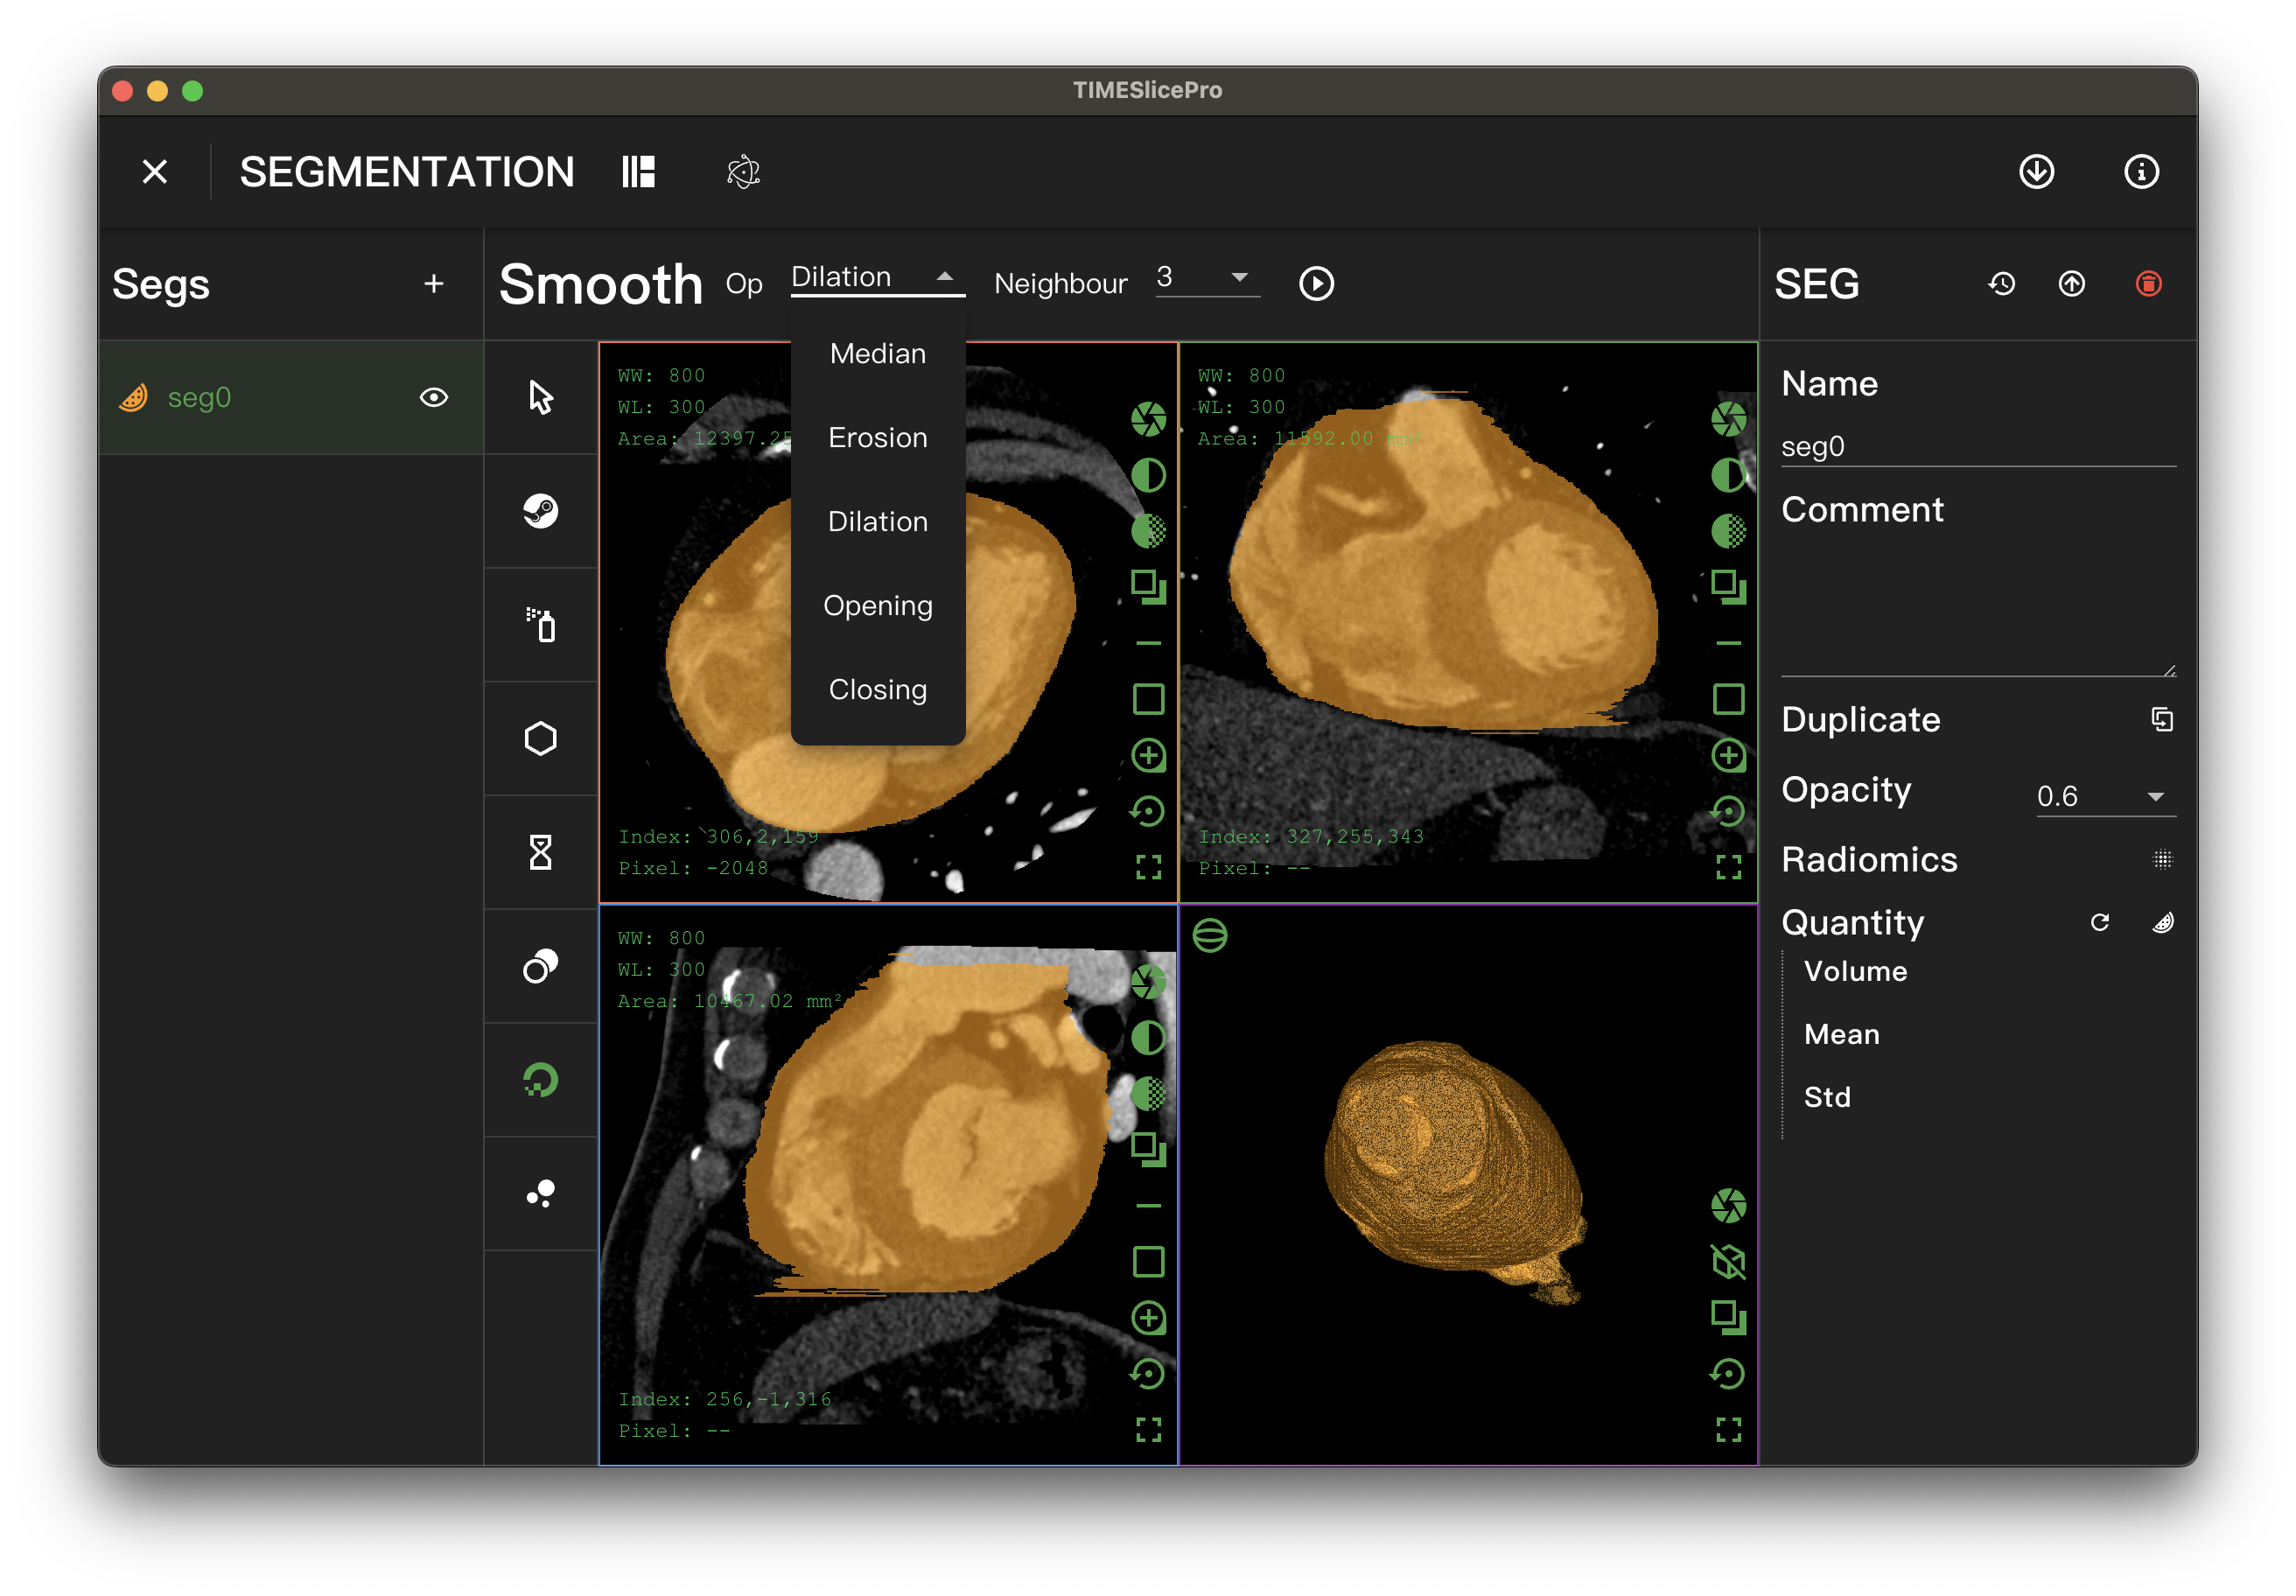 TIMESlicePro
SEGMENTATION
Segs
seg0
Smooth Op Dilation Neighbour 3
Median
Erosion
Dilation
Opening
Closing
WW: 800
WL: 300
Area: 12397.25
Index: 306,2,159
Pixel: -2048
WW: 800
WL: 300
Area: 11592.00 mm²
Index: 327,255,343
Pixel: --
WW: 800
WL: 300
Area: 10467.02 mm²
Index: 256,-1,316
Pixel: --
SEG
Name
seg0
Comment
Duplicate
Opacity 0.6
Radiomics
Quantity
Volume
Mean
Std